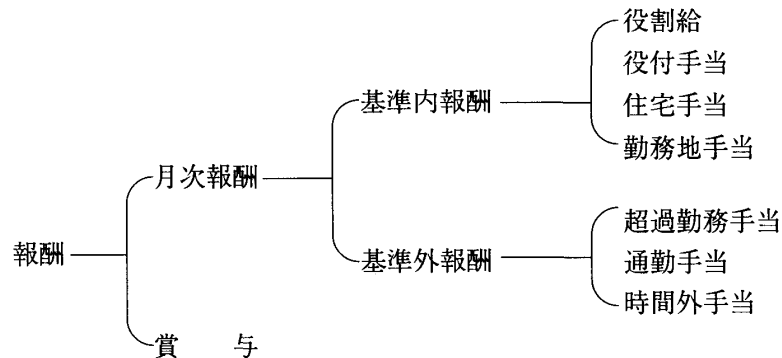 報酬
月次報酬
基準内報酬
役割給
役付手当
住宅手当
勤務地手当
基準外報酬
超過勤務手当
通勤手当
時間外手当
賞 与